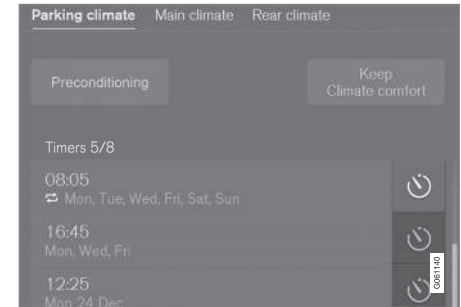 Parking climate Main climate Rear climate
Preconditioning
Keep
Climate comfort
Timers 5/8
08:05
Mon, Tue, Wed, Fri, Sat, Sun
16:45
Mon, Wed, Fri
12:25
Mon 24 Dec
G061140